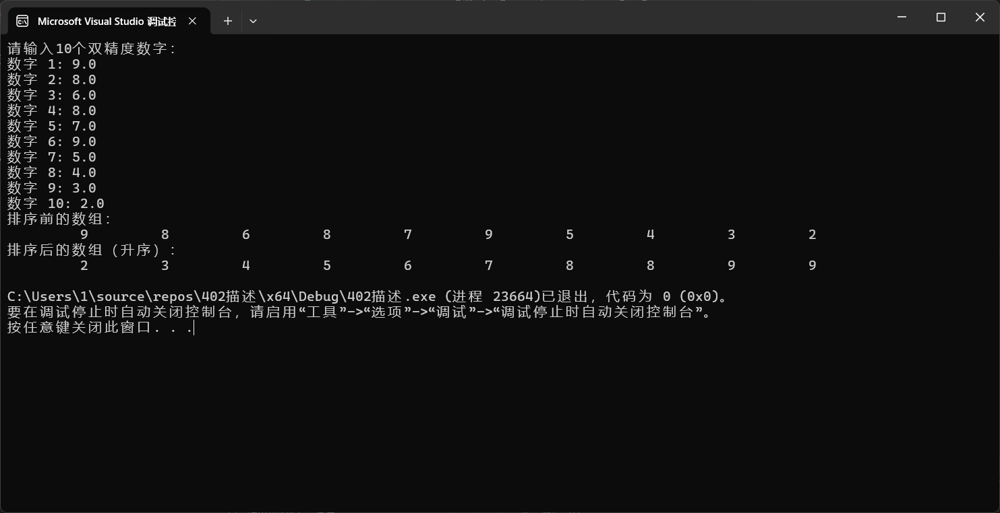 Microsoft Visual Studio 调试控
请输入10个双精度数字:
数字 1: 9.0
数字 2: 8.0
数字 3: 6.0
数字 4: 8.0
数字 5: 7.0
数字 6: 9.0
数字 7: 5.0
数字 8: 4.0
数字 9: 3.0
数字 10: 2.0
排序前的数组:
9 8 6 8 7 9 5 4 3 2
排序后的数组（升序）:
2 3 4 5 6 7 8 8 9 9
C:\Users\1\source\repos\402描述\x64\Debug\402描述.exe (进程 23664)已退出，代码为 0 (0x0)。
要在调试停止时自动关闭控制台，请启用“工具”->“选项”->“调试”->“调试停止时自动关闭控制台”。
按任意键关闭此窗口. . .